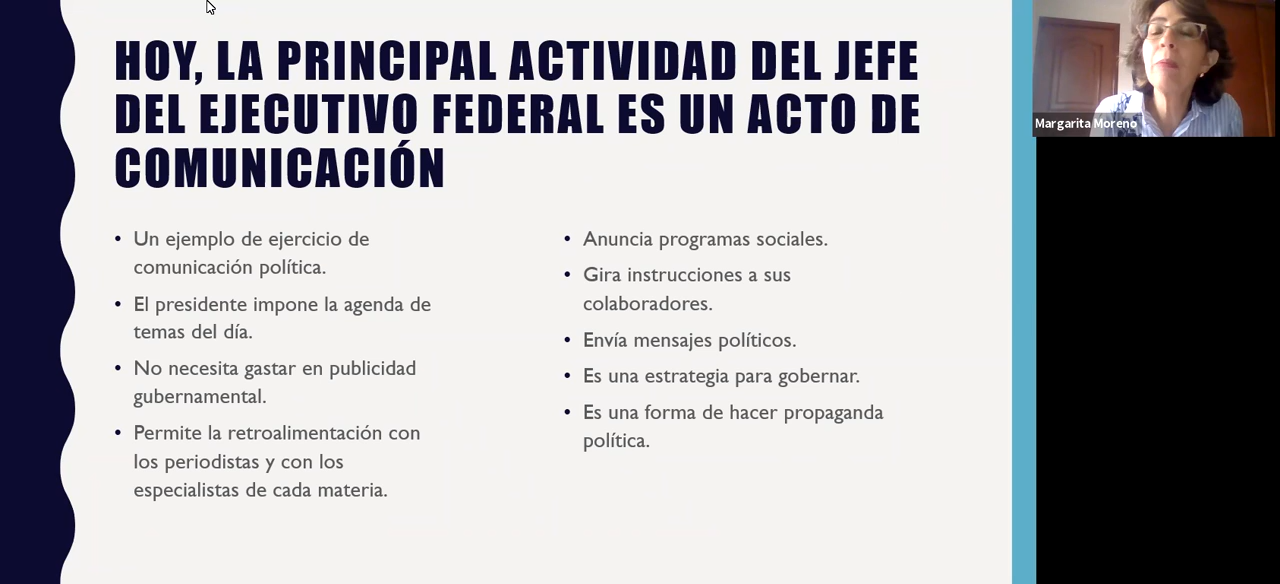 HOY, LA PRINCIPAL ACTIVIDAD DEL JEFE
DEL EJECUTIVO FEDERAL ES UN ACTO DE
COMUNICACIÓN
• Un ejemplo de ejercicio de
comunicación política.
• El presidente impone la agenda de
temas del día.
• No necesita gastar en publicidad
gubernamental.
• Permite la retroalimentación con
los periodistas y con los
especialistas de cada materia.
• Anuncia programas sociales.
• Gira instrucciones a sus
colaboradores.
• Envía mensajes políticos.
• Es una estrategia para gobernar.
• Es una forma de hacer propaganda
política.
Margarita Moreno